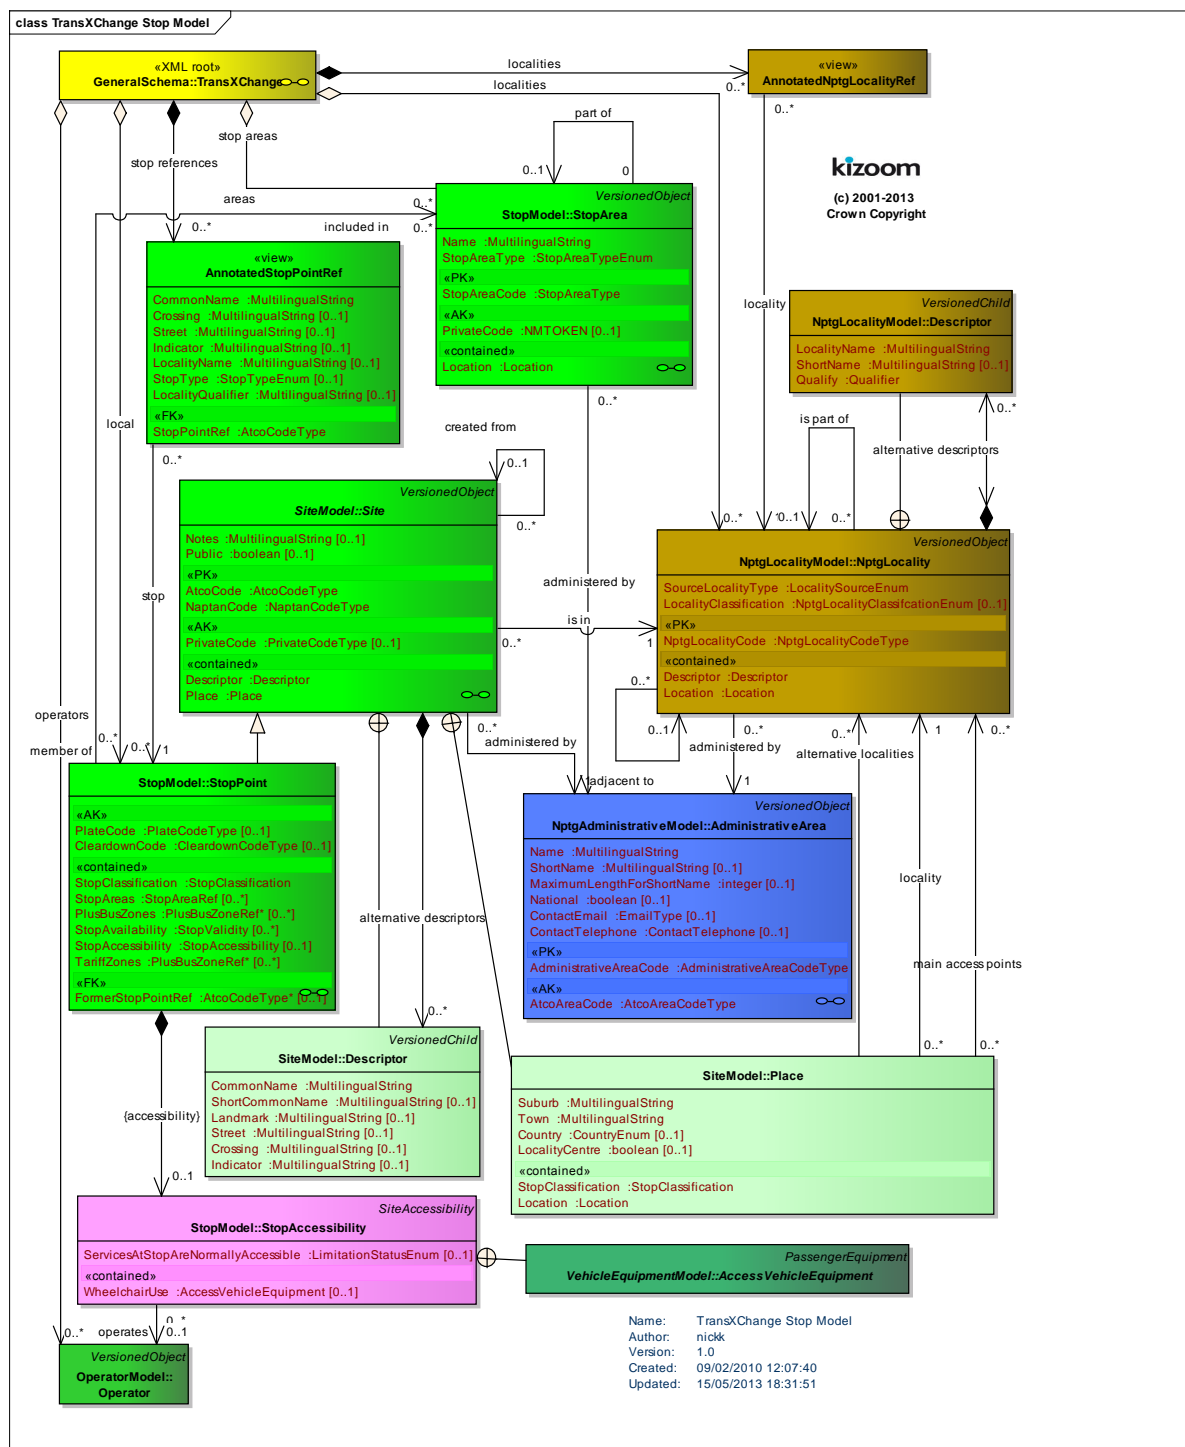 class TransXChange Stop Model
«XML root»
GeneralSchema::TransXChange
localities
0..*
localities
0..*
«view»
AnnotatedNptgLocalityRef
0..*
kizoom
(c) 2001-2013
Crown Copyright
stop areas
stop references
areas
part of
0..1
0
0..*
included in
0..*
0..*
VersionedObject
StopModel::StopArea
Name :MultilingualString
StopAreaType :StopAreaTypeEnum
«PK»
StopAreaCode :StopAreaType
«AK»
PrivateCode :NMTOKEN [0..1]
«contained»
Location :Location
0..*
«view»
AnnotatedStopPointRef
CommonName :MultilingualString
Crossing :MultilingualString [0..1]
Street :MultilingualString [0..1]
Indicator :MultilingualString [0..1]
LocalityName :MultilingualString [0..1]
StopType :StopTypeEnum [0..1]
LocalityQualifier :MultilingualString [0..1]
«FK»
StopPointRef :AtcoCodeType
0..*
local
locality
VersionedChild
NptgLocalityModel::Descriptor
LocalityName :MultilingualString
ShortName :MultilingualString [0..1]
Qualify :Qualifier
0..*
is part of
alternative descriptors
0..1
0..*
created from
0..1
0..*
VersionedObject
SiteModel::Site
Notes :MultilingualString [0..1]
Public :boolean [0..1]
«PK»
AtcoCode :AtcoCodeType
NaptanCode :NaptanCodeType
«AK»
PrivateCode :PrivateCodeType [0..1]
«contained»
Descriptor :Descriptor
Place :Place
stop
administered by
is in
0..*
1
VersionedObject
NptgLocalityModel::NptgLocality
SourceLocalityType :LocalitySourceEnum
LocalityClassification :NptgLocalityClassifcationEnum [0..1]
«PK»
NptgLocalityCode :NptgLocalityCodeType
«contained»
Descriptor :Descriptor
Location :Location
0..*
0..1
operators
member of
0..*
0..*
1
0..*
administered by
adjacent to
administered by
0..*
1
alternative localities
0..*
1
0..*
StopModel::StopPoint
«AK»
PlateCode :PlateCodeType [0..1]
CleardownCode :CleardownCodeType [0..1]
«contained»
StopClassification :StopClassification
StopAreas :StopAreaRef [0..*]
PlusBusZones :PlusBusZoneRef* [0..*]
StopAvailability :StopValidity [0..*]
StopAccessibility :StopAccessibility [0..1]
TariffZones :PlusBusZoneRef* [0..*]
«FK»
FormerStopPointRef :AtcoCodeType* [0..1]
alternative descriptors
0..*
VersionedObject
NptgAdministrativeModel::AdministrativeArea
Name :MultilingualString
ShortName :MultilingualString [0..1]
MaximumLengthForShortName :integer [0..1]
National :boolean [0..1]
ContactEmail :EmailType [0..1]
ContactTelephone :ContactTelephone [0..1]
«PK»
AdministrativeAreaCode :AdministrativeAreaCodeType
«AK»
AtcoAreaCode :AtcoAreaCodeType
locality
main access points
0..*
0..*
VersionedChild
SiteModel::Descriptor
CommonName :MultilingualString
ShortCommonName :MultilingualString [0..1]
Landmark :MultilingualString [0..1]
Street :MultilingualString [0..1]
Crossing :MultilingualString [0..1]
Indicator :MultilingualString [0..1]
SiteModel::Place
Suburb :MultilingualString
Town :MultilingualString
Country :CountryEnum [0..1]
LocalityCentre :boolean [0..1]
«contained»
StopClassification :StopClassification
Location :Location
{accessibility}
0..1
SiteAccessibility
StopModel::StopAccessibility
ServicesAtStopAreNormallyAccessible :LimitationStatusEnum [0..1]
«contained»
WheelchairUse :AccessVehicleEquipment [0..1]
PassengerEquipment
VehicleEquipmentModel::AccessVehicleEquipment
0..*
0..*
operates
0..1
VersionedObject
OperatorModel::
Operator
Name: TransXChange Stop Model
Author: nickk
Version: 1.0
Created: 09/02/2010 12:07:40
Updated: 15/05/2013 18:31:51